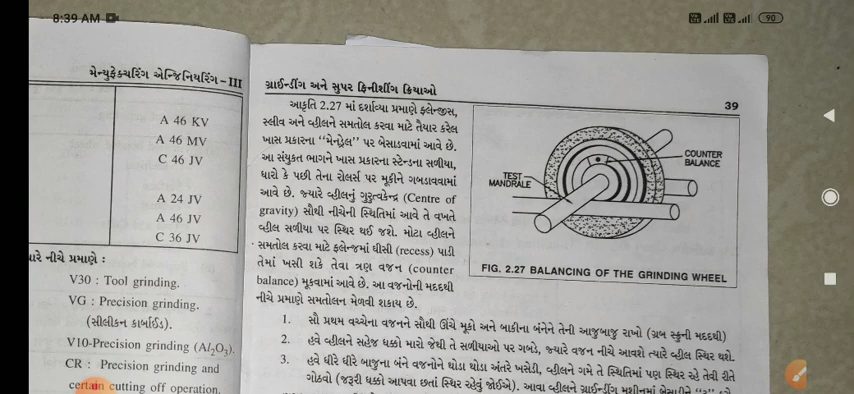 8:39 AM
90
મેન્યુફેક્ચરિંગ એન્જિનિયરિંગ – III
A 46 KV
A 46 MV
C 46 JV
A 24 JV
A 46 JV
C 36 JV
નીચે પ્રમાણે :
V30 : Tool grinding.
VG : Precision grinding.
(સીલીકન કાર્બાઈડ).
V10-Precision grinding (Al₂O₃).
CR : Precision grinding and
certain cutting off operation.
ગ્રાઈન્ડીંગ અને સુપર ફિનીશીંગ ક્રિયાઓ
39
આકૃતિ 2.27 માં દર્શાવ્યા પ્રમાણે ફ્લેન્જીસ,
સ્લીવ અને વ્હીલને સમતોલ કરવા માટે તૈયાર કરેલ
ખાસ પ્રકારના “મેન્ડ્રેલ” પર બેસાડવામાં આવે છે.
આ સંયુક્ત ભાગને ખાસ પ્રકારના સ્ટેન્ડના સળીયા,
ધારો કે પછી તેના રોલર્સ પર મૂકીને ગબડાવવામાં
આવે છે. જ્યારે વ્હીલનું ગુરુત્વકેન્દ્ર (Centre of
gravity) સૌથી નીચેની સ્થિતિમાં આવે તે વખતે
વ્હીલ સળીયા પર સ્થિર થઈ જશે. મોટા વ્હીલને
સમતોલ કરવા માટે ફ્લેન્જમાં ઘીસી (recess) પાડી
તેમાં ખસી શકે તેવા ત્રણ વજન (counter
balance) મૂકવામાં આવે છે. આ વજનોની મદદથી
નીચે પ્રમાણે સમતોલન મેળવી શકાય છે.
COUNTER
BALANCE
TEST
MANDRALE
FIG. 2.27 BALANCING OF THE GRINDING WHEEL
1. સૌ પ્રથમ વચ્ચેના વજનને સૌથી ઊંચે મૂકો અને બાકીના બંનેને તેની આજુબાજુ રાખો (ગ્રબ સ્ક્રુની મદદથી)
2. હવે વ્હીલને સહેજ ધક્કો મારો જેથી તે સળીયાઓ પર ગબડે, જ્યારે વજન નીચે આવશે ત્યારે વ્હીલ સ્થિર થશે.
3. હવે ધીરે ધીરે બાજુના બંને વજનોને થોડા થોડા અંતરે ખસેડી, વ્હીલને ગમે તે સ્થિતિમાં પણ સ્થિર રહે તેવી રીતે
ગોઠવો (જરૂરી ધક્કો આપવા છતાં સ્થિર રહેવું જોઈએ). આવા વ્હીલને ગ્રાઈન્ડીંગ મશીનમાં